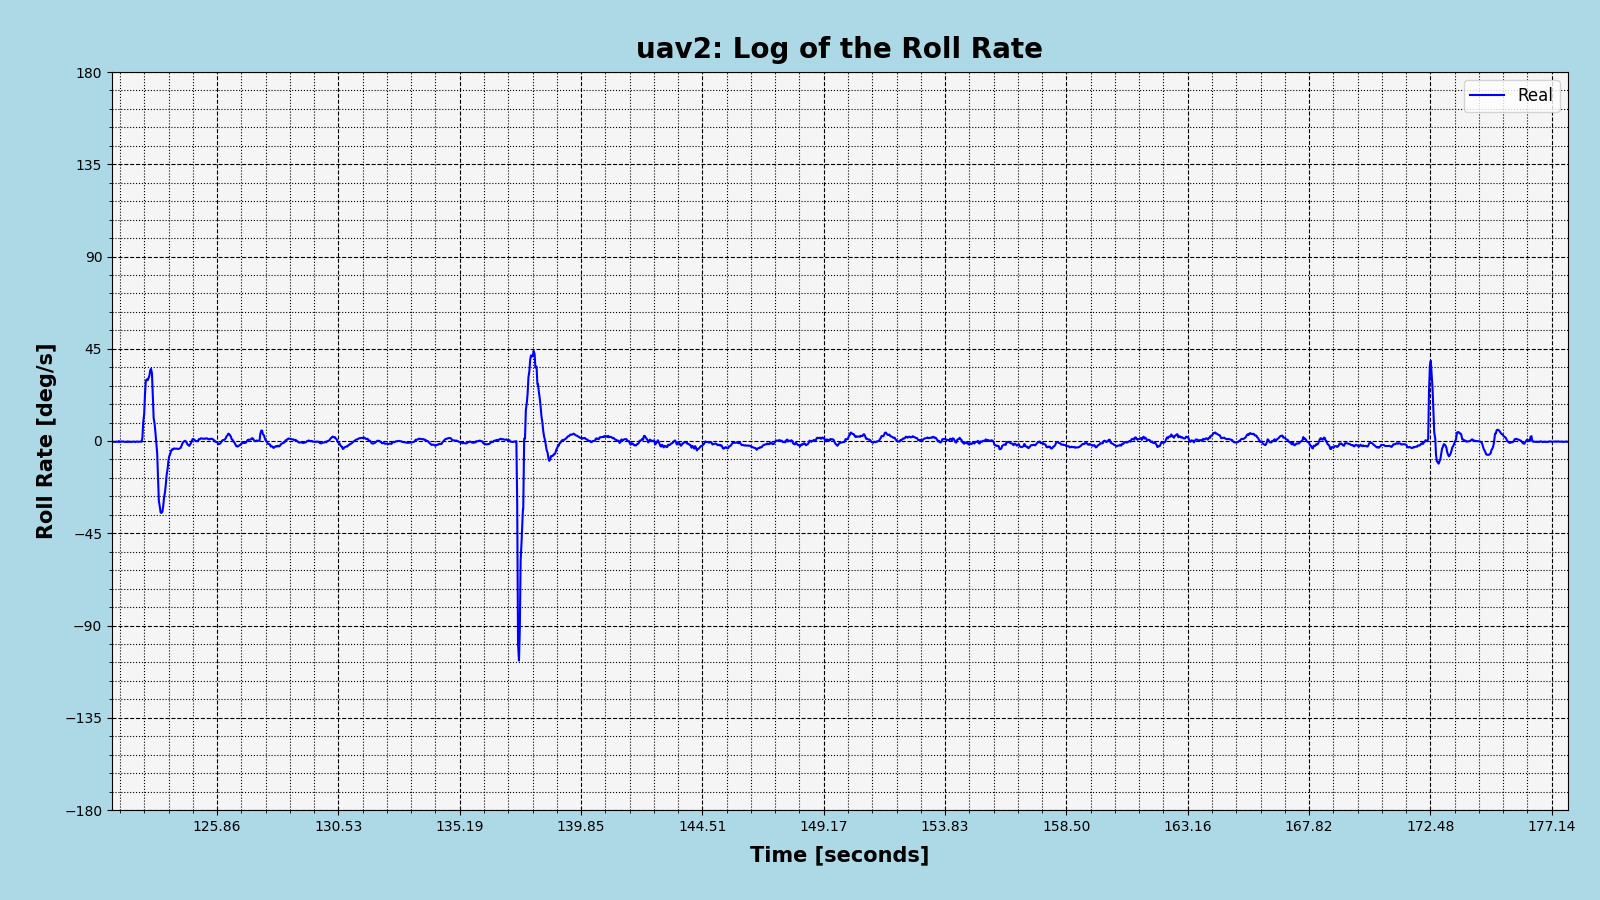 uav2: Log of the Roll Rate
Real
Roll Rate [deg/s]
180
135
90
45
0
−45
−90
−135
−180
125.86 130.53 135.19 139.85 144.51 149.17 153.83 158.50 163.16 167.82 172.48 177.14
Time [seconds]